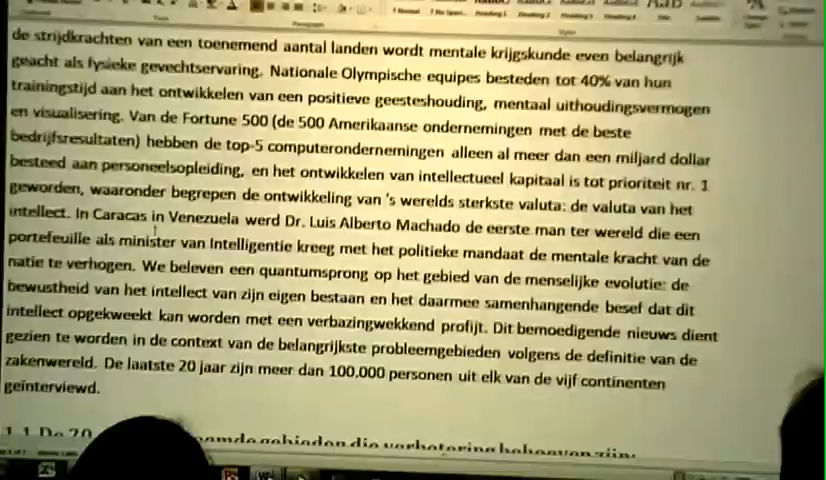 de strijdkrachten van een toenemend aantal landen wordt mentale krijgskunde even belangrijk
geacht als fysieke gevechtservaring. Nationale Olympische equipes besteden tot 40% van hun
trainingstijd aan het ontwikkelen van een positieve geesteshouding, mentaal uithoudingsvermogen
en visualisering. Van de Fortune 500 (de 500 Amerikaanse ondernemingen met de beste
bedrijfsresultaten) hebben de top-5 computerondernemingen alleen al meer dan een miljard dollar
besteed aan personeelsopleiding, en het ontwikkelen van intellectueel kapitaal is tot prioriteit nr. 1
geworden, waaronder begrepen de ontwikkeling van 's werelds sterkste valuta: de valuta van het
intellect. In Caracas in Venezuela werd Dr. Luis Alberto Machado de eerste man ter wereld die een
portefeuille als minister van Intelligentie kreeg met het politieke mandaat de mentale kracht van de
natie te verhogen. We beleven een quantumsprong op het gebied van de menselijke evolutie: de
bewustheid van het intellect van zijn eigen bestaan en het daarmee samenhangende besef dat dit
intellect opgekweekt kan worden met een verbazingwekkend profijt. Dit bemoedigende nieuws dient
gezien te worden in de context van de belangrijkste probleemgebieden volgens de definitie van de
zakenwereld. De laatste 20 jaar zijn meer dan 100.000 personen uit elk van de vijf continenten
geïnterviewd.
1.1 De 20 gebieden die verbetering behoeven zijn: